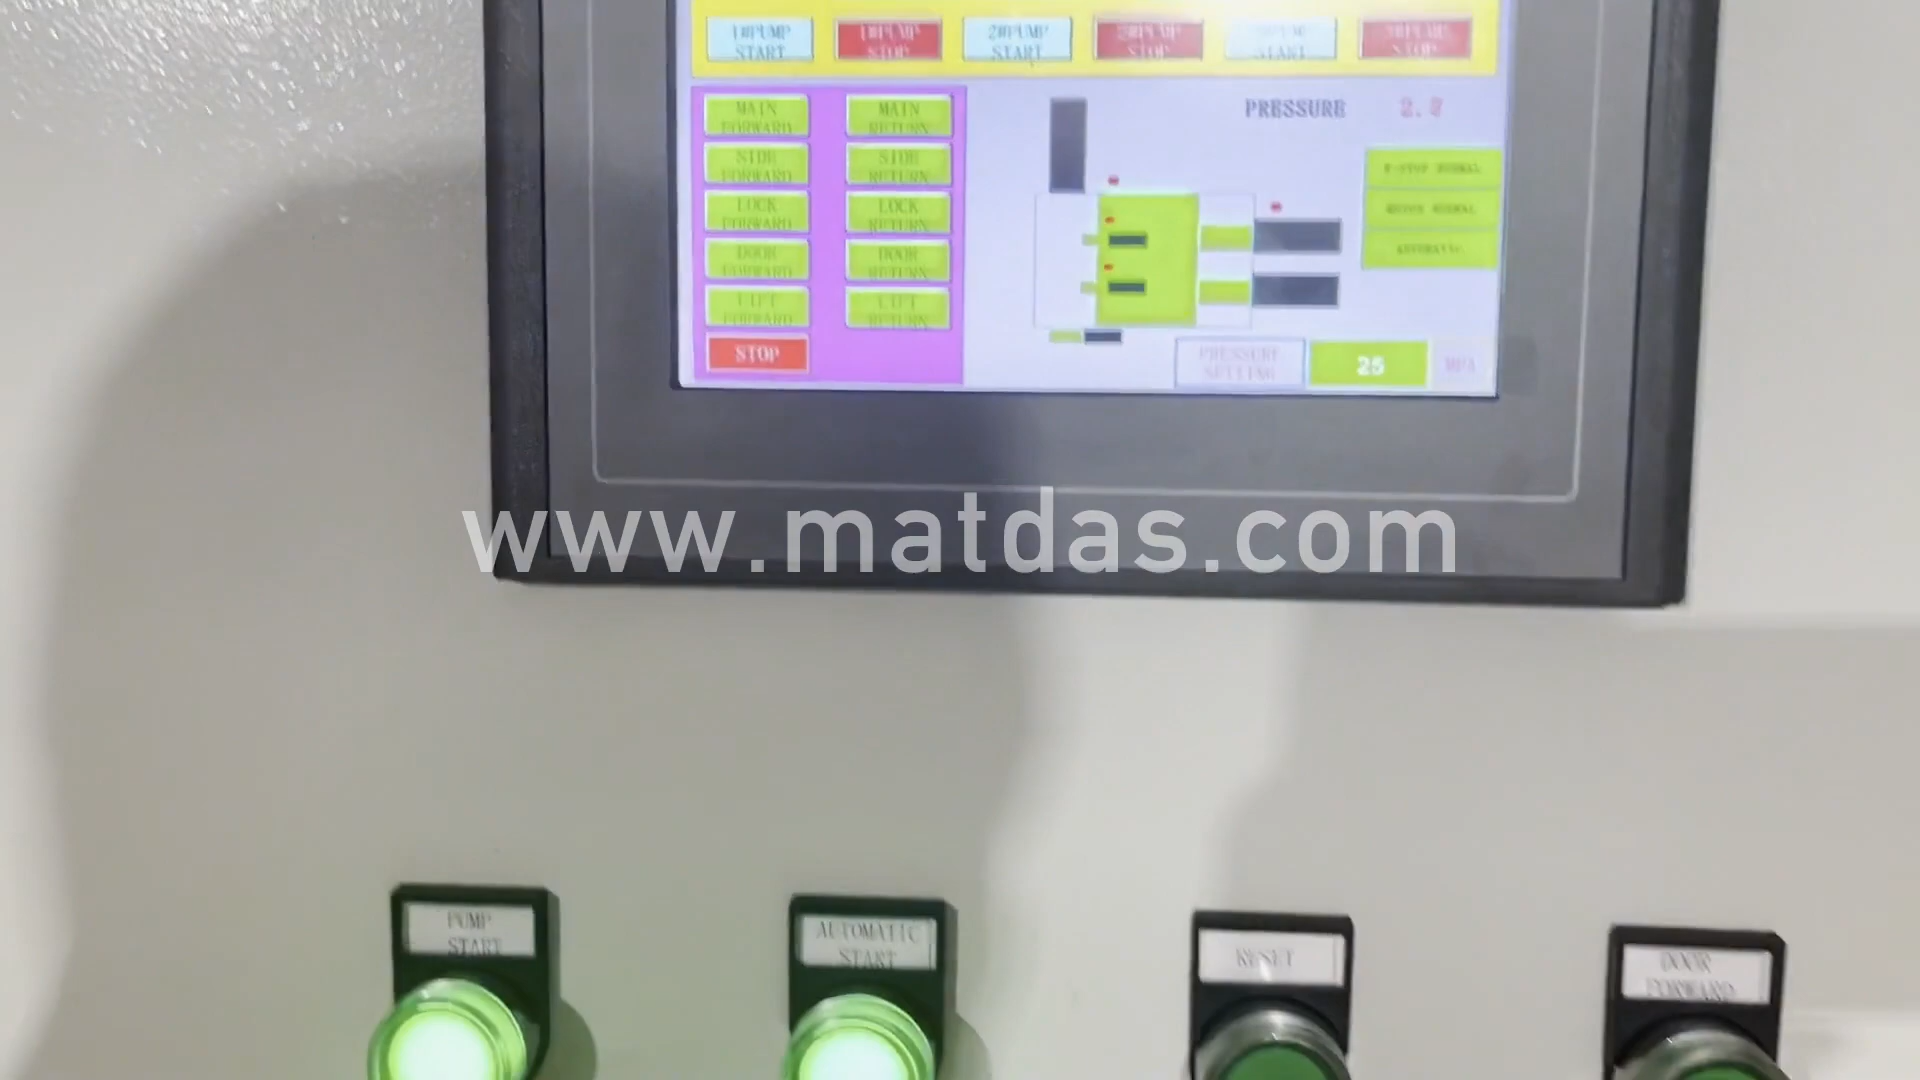 1#PUMP 1#PUMP 2#PUMP 2#PUMP 3#PUMP 3#PUMP
START STOP START STOP START STOP
MAIN MAIN PRESSURE 2.2
FORWARD RETURN
SIDE SIDE E-STOP NORMAL
FORWARD RETURN
LOCK LOCK MOTOR NORMAL
FORWARD RETURN
DOOR DOOR AUTOMATIC
FORWARD RETURN
LIFT LIFT
FORWARD RETURN
STOP PRESSURE 25 MPA
SETTING
www.matdas.com
PUMP AUTOMATIC RESET DOOR
START START FORWARD